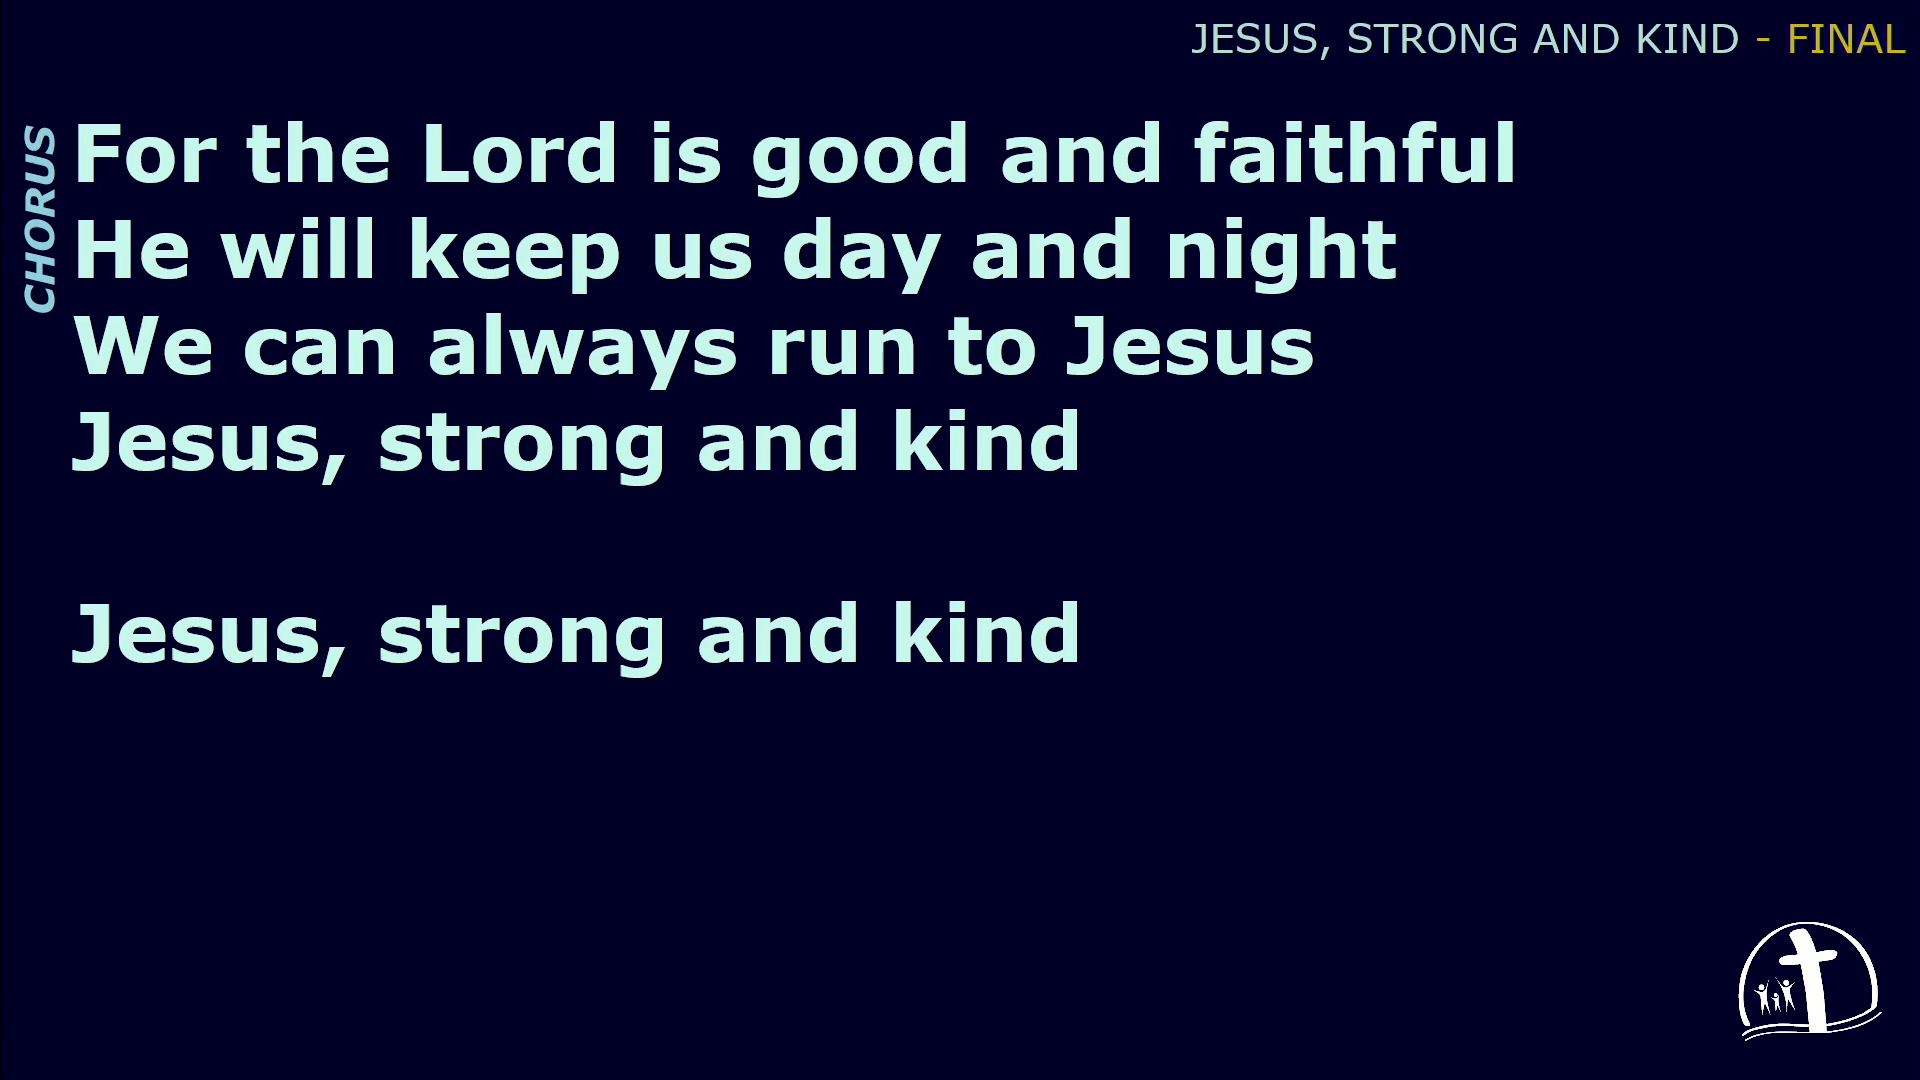 JESUS, STRONG AND KIND - FINAL
CHORUS
For the Lord is good and faithful
He will keep us day and night
We can always run to Jesus
Jesus, strong and kind
Jesus, strong and kind